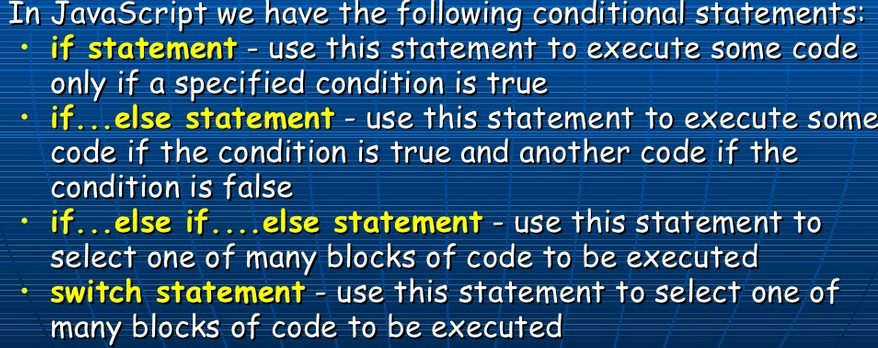 In JavaScript we have the following conditional statements:
• if statement - use this statement to execute some code
only if a specified condition is true
• if...else statement - use this statement to execute some
code if the condition is true and another code if the
condition is false
• if...else if....else statement - use this statement to
select one of many blocks of code to be executed
• switch statement - use this statement to select one of
many blocks of code to be executed